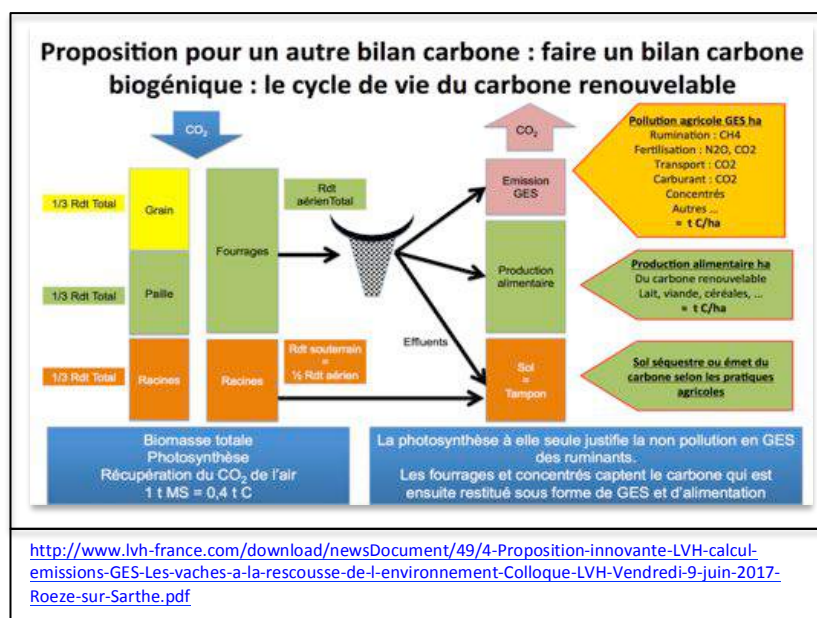 Proposition pour un autre bilan carbone : faire un bilan carbone
biogénique : le cycle de vie du carbone renouvelable
CO2
CO2
Pollution agricole GES ha
Rumination : CH4
Fertilisation : N2O, CO2
Transport : CO2
Carburant : CO2
Concentrés
Autres ...
= t C/ha
1/3 Rdt Total
Grain
Fourrages
Rdt
aérienTotal
Emission
GES
1/3 Rdt Total
Paille
Production
alimentaire
Production alimentaire ha
Du carbone renouvelable
Lait, viande, céréales, ...
= t C/ha
Effluents
1/3 Rdt Total
Racines
Racines
Rdt souterrain
=
½ Rdt aérien
Sol
=
Tampon
Sol séquestre ou émet du
carbone selon les pratiques
agricoles
Biomasse totale
Photosynthèse
Récupération du CO2 de l'air
1 t MS = 0,4 t C
La photosynthèse à elle seule justifie la non pollution en GES
des ruminants.
Les fourrages et concentrés captent le carbone qui est
ensuite restitué sous forme de GES et d'alimentation
http://www.lvh-france.com/download/newsDocument/49/4-Proposition-innovante-LVH-calcul-
emissions-GES-Les-vaches-a-la-rescousse-de-l-environnement-Colloque-LVH-Vendredi-9-juin-2017-
Roeze-sur-Sarthe.pdf